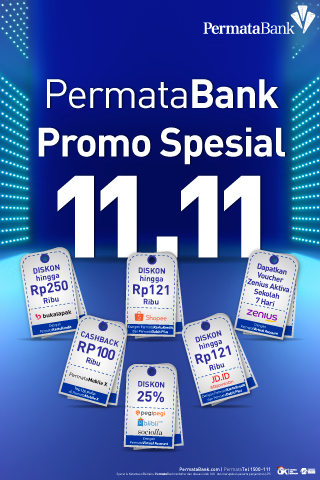 PermataBank
PermataBank
Promo Spesial
11.11
DISKON
hingga
Rp250
Ribu
bukalapak
DISKON
hingga
Rp121
Ribu
Shopee
Dapatkan
Voucher
Zenius Aktiva
Sekolah
7 Hari
ZENIUS
CASHBACK
RP100
Ribu
PermataMobile X
DISKON
hingga
Rp121
Ribu
JD.ID
DISKON
25%
pegipegi
blibli
sociolla
PermataBank.com | PermataTel 1500-111